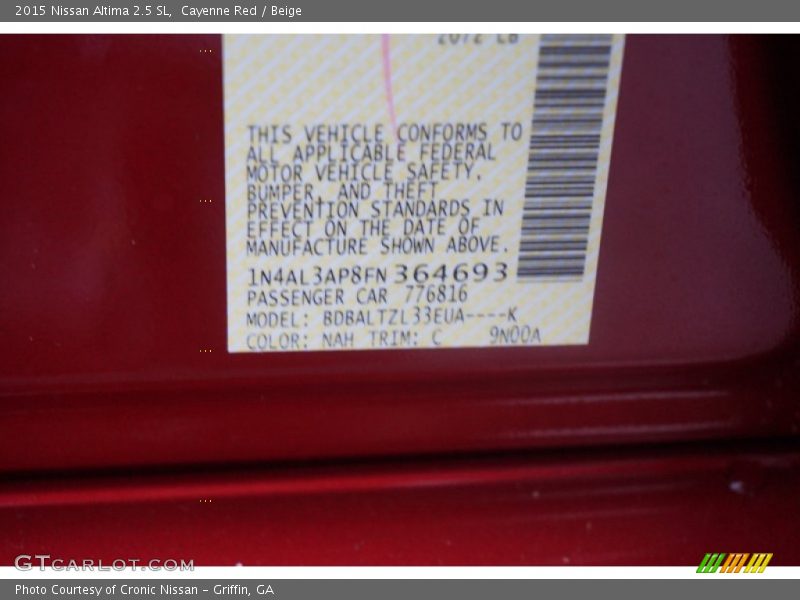 2015 Nissan Altima 2.5 SL,  Cayenne Red / Beige
THIS VEHICLE CONFORMS TO
ALL APPLICABLE FEDERAL
MOTOR VEHICLE SAFETY,
BUMPER, AND THEFT
PREVENTION STANDARDS IN
EFFECT ON THE DATE OF
MANUFACTURE SHOWN ABOVE.
1N4AL3AP8FN364693
PASSENGER CAR 776816
MODEL: BDBALTZL33EUA----K
COLOR: NAH TRIM: C 9N00A
GTCARLOT.COM
Photo Courtesy of Cronic Nissan – Griffin, GA